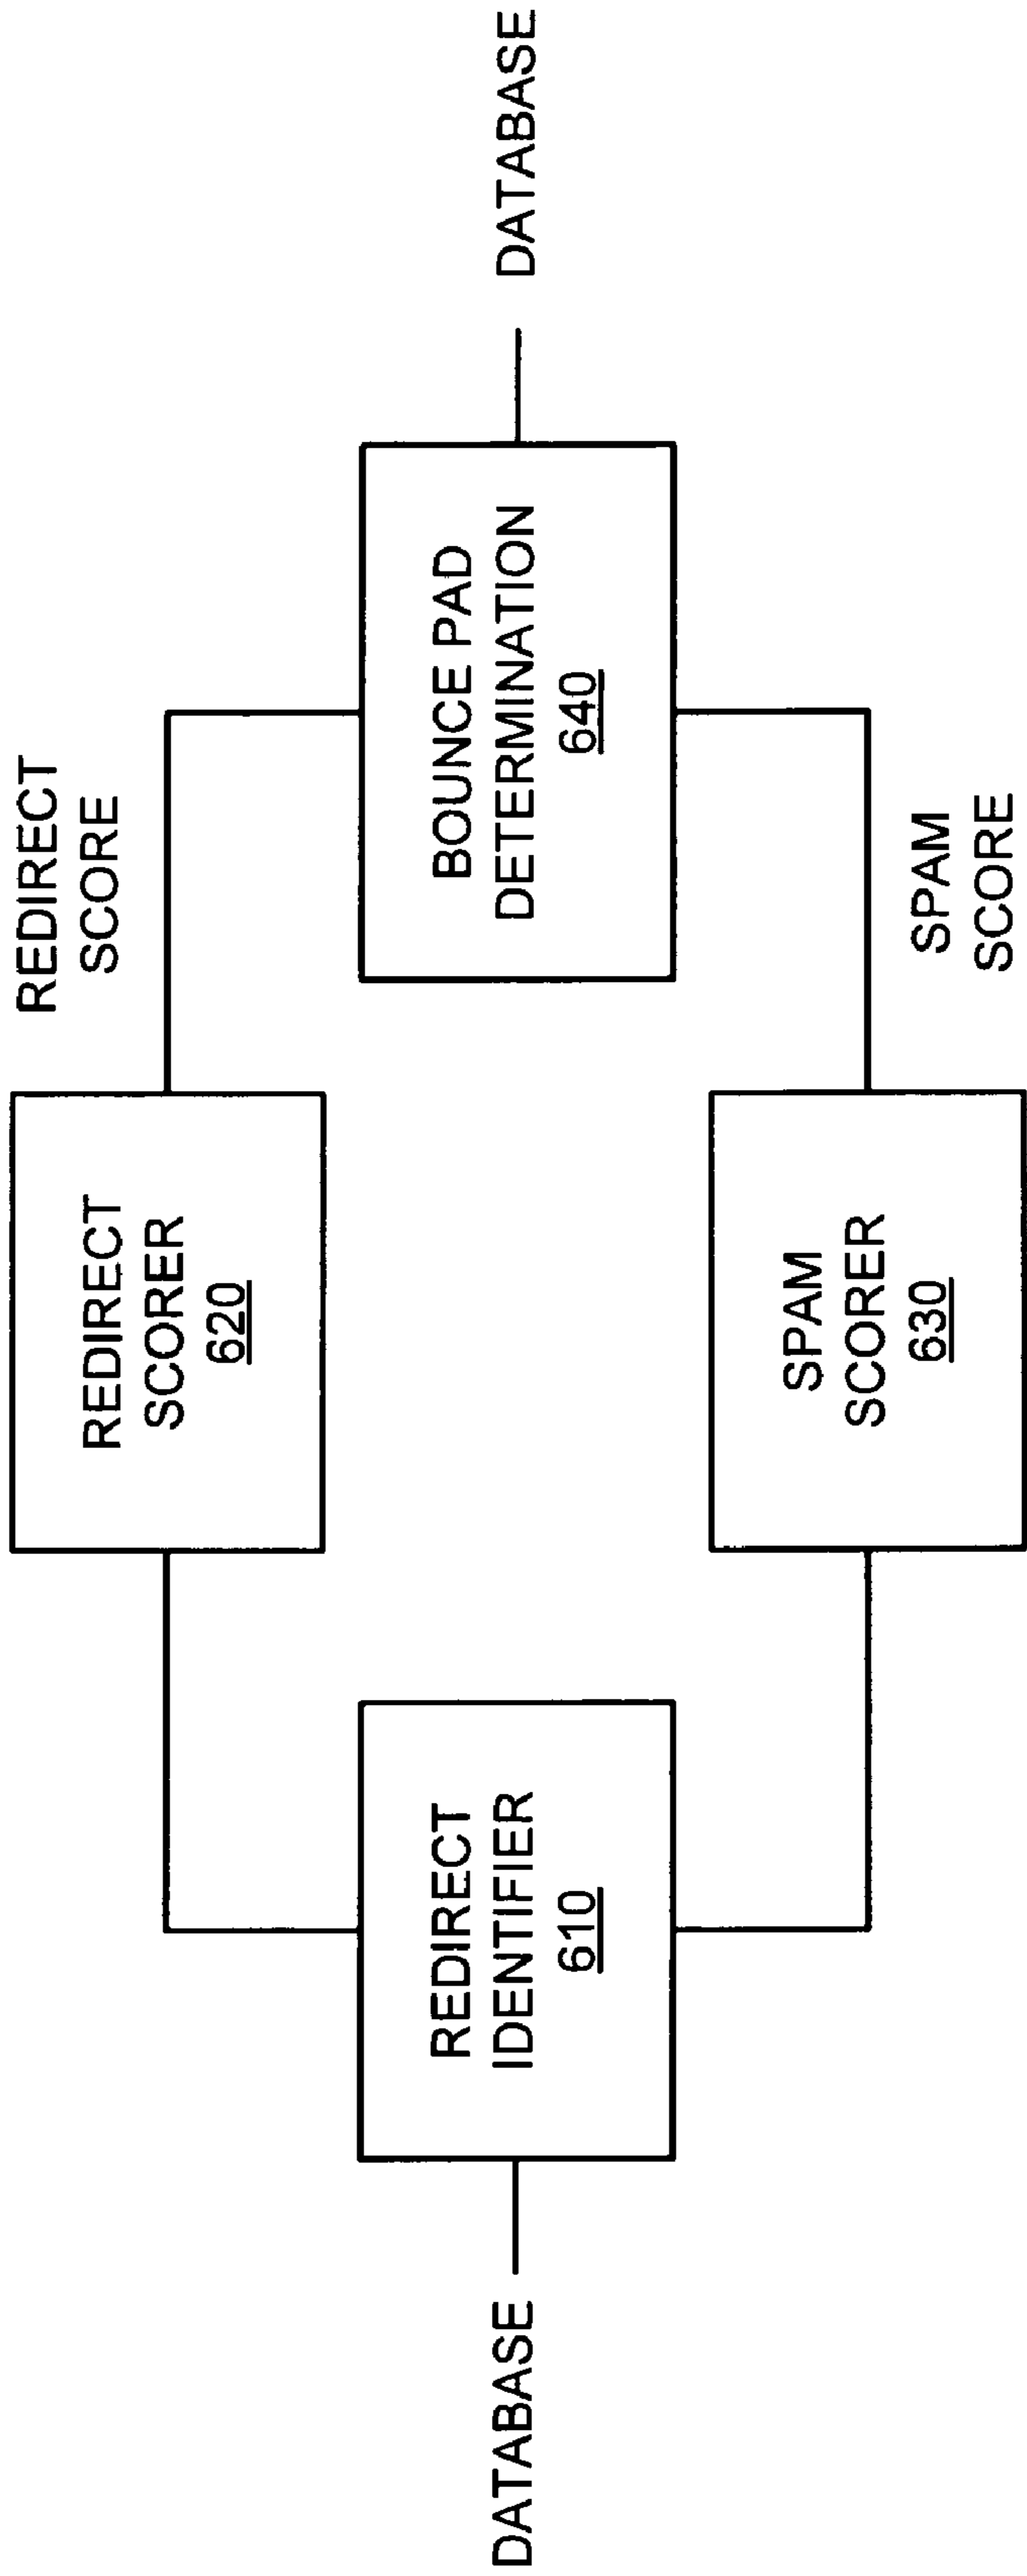 DATABASE
REDIRECT
IDENTIFIER
610
REDIRECT
SCORER
620
REDIRECT
SCORE
SPAM
SCORER
630
SPAM
SCORE
BOUNCE PAD
DETERMINATION
640
DATABASE